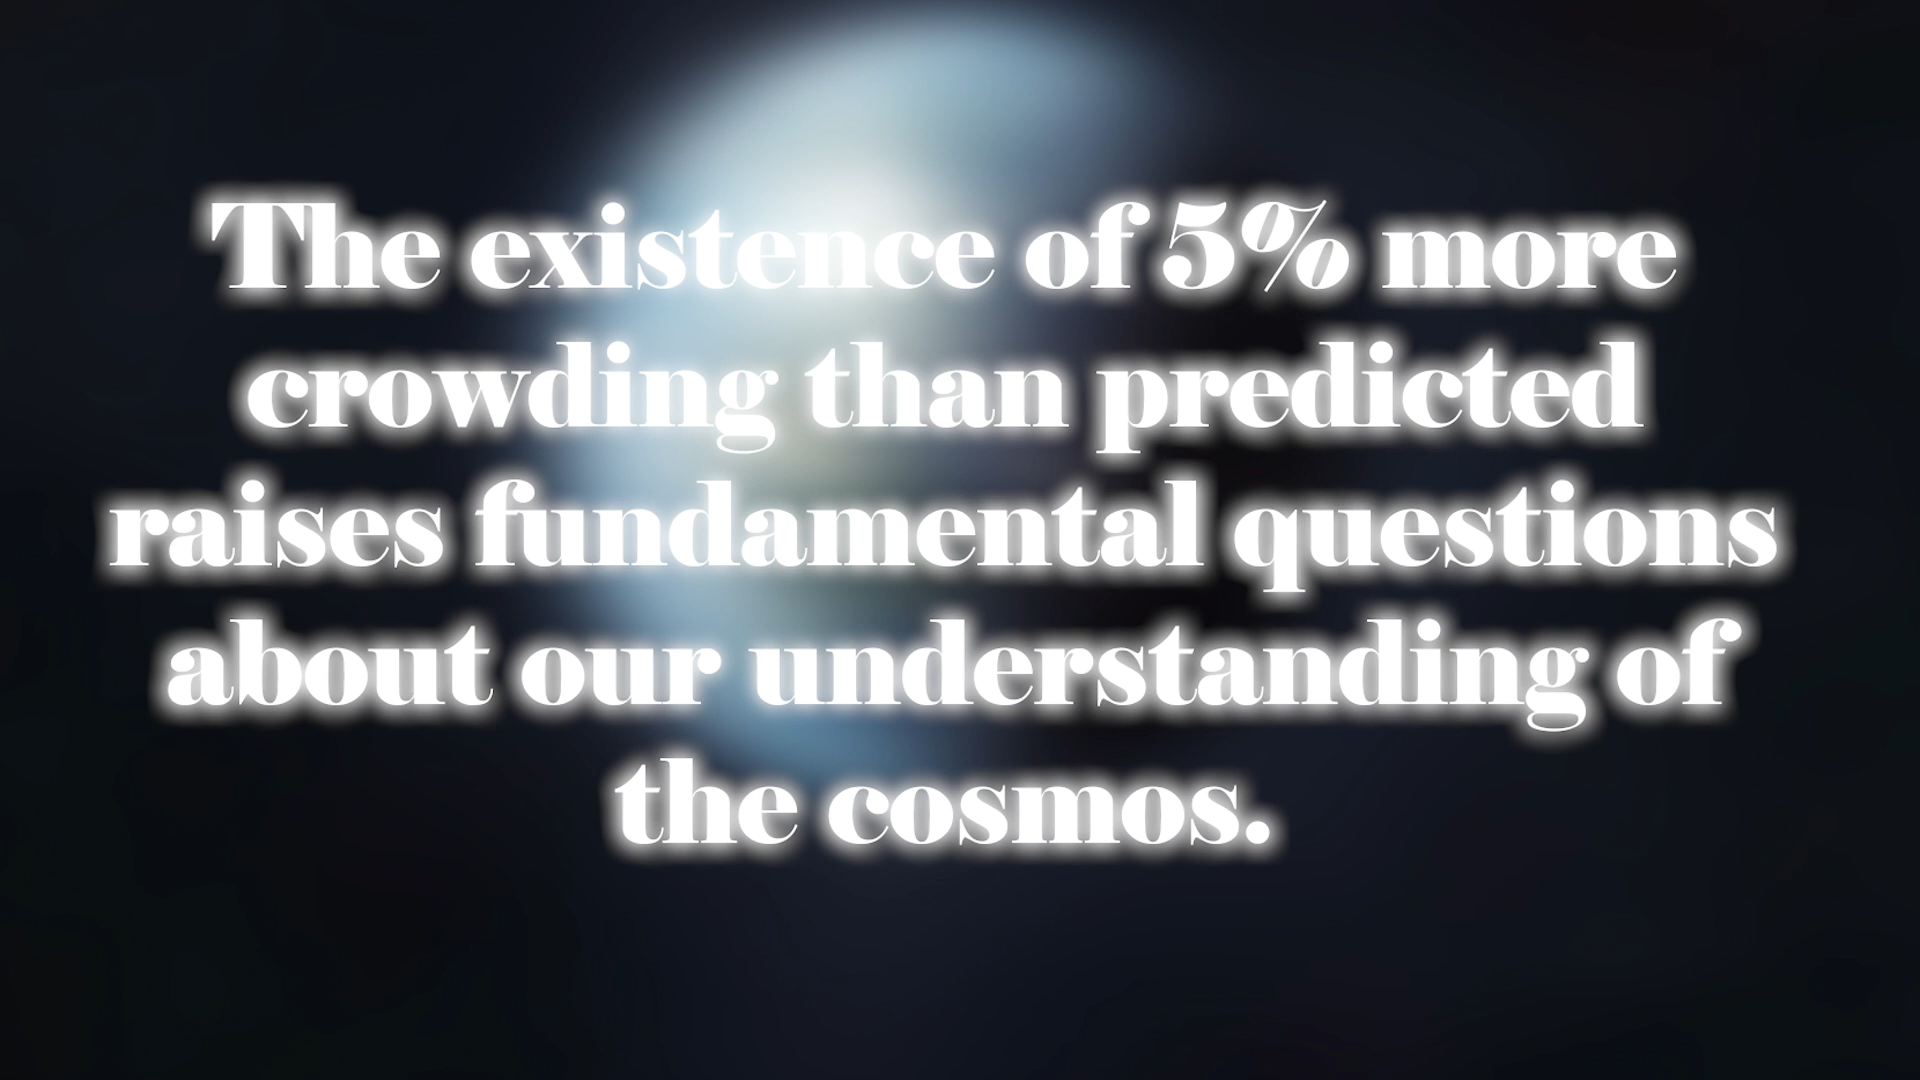 The existence of 5% more
crowding than predicted
raises fundamental questions
about our understanding of
the cosmos.